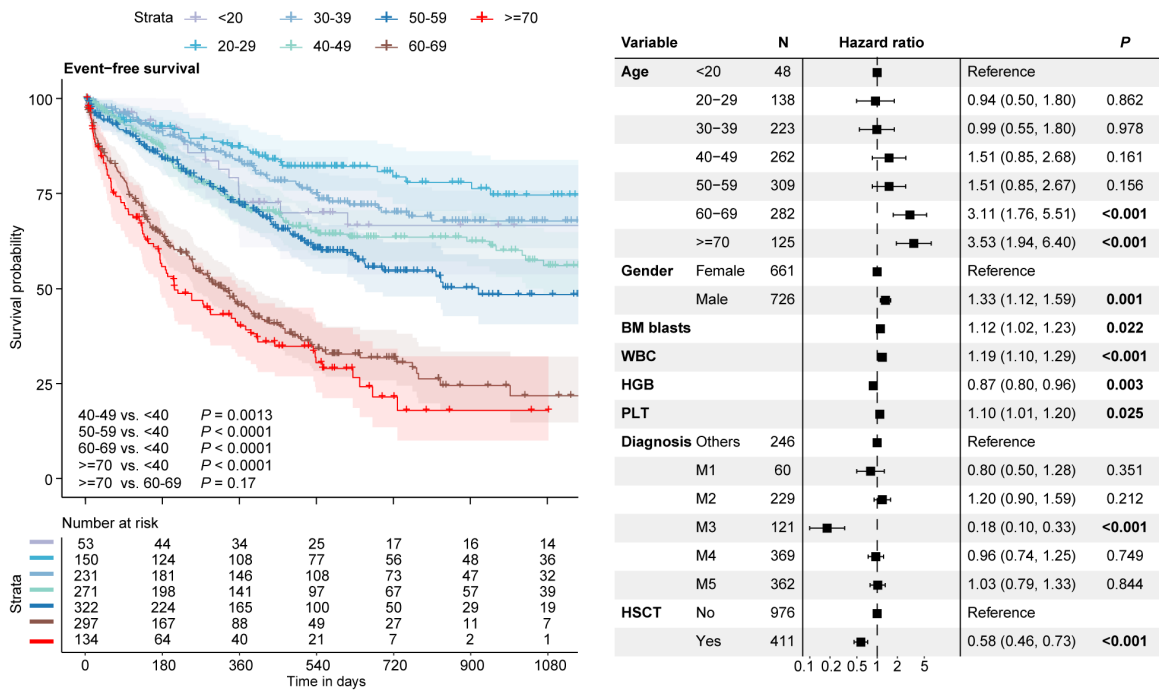 Strata <20 30-39 50-59 >=70
20-29 40-49 60-69
Event−free survival
Survival probability
100
75
50
25
0
40-49 vs. <40 P = 0.0013
50-59 vs. <40 P < 0.0001
60-69 vs. <40 P < 0.0001
>=70 vs. <40 P < 0.0001
>=70 vs. 60-69 P = 0.17
Number at risk
Strata
53 44 34 25 17 16 14
150 124 108 77 56 48 36
231 181 146 108 73 47 32
271 198 141 97 67 57 39
322 224 165 100 50 29 19
297 167 88 49 27 11 7
134 64 40 21 7 2 1
0 180 360 540 720 900 1080
Time in days
Variable N Hazard ratio P
Age <20 48 Reference
20−29 138 0.94 (0.50, 1.80) 0.862
30−39 223 0.99 (0.55, 1.80) 0.978
40−49 262 1.51 (0.85, 2.68) 0.161
50−59 309 1.51 (0.85, 2.67) 0.156
60−69 282 3.11 (1.76, 5.51) <0.001
>=70 125 3.53 (1.94, 6.40) <0.001
Gender Female 661 Reference
Male 726 1.33 (1.12, 1.59) 0.001
BM blasts 1.12 (1.02, 1.23) 0.022
WBC 1.19 (1.10, 1.29) <0.001
HGB 0.87 (0.80, 0.96) 0.003
PLT 1.10 (1.01, 1.20) 0.025
Diagnosis Others 246 Reference
M1 60 0.80 (0.50, 1.28) 0.351
M2 229 1.20 (0.90, 1.59) 0.212
M3 121 0.18 (0.10, 0.33) <0.001
M4 369 0.96 (0.74, 1.25) 0.749
M5 362 1.03 (0.79, 1.33) 0.844
HSCT No 976 Reference
Yes 411 0.58 (0.46, 0.73) <0.001
0.1 0.2 0.5 1 2 5